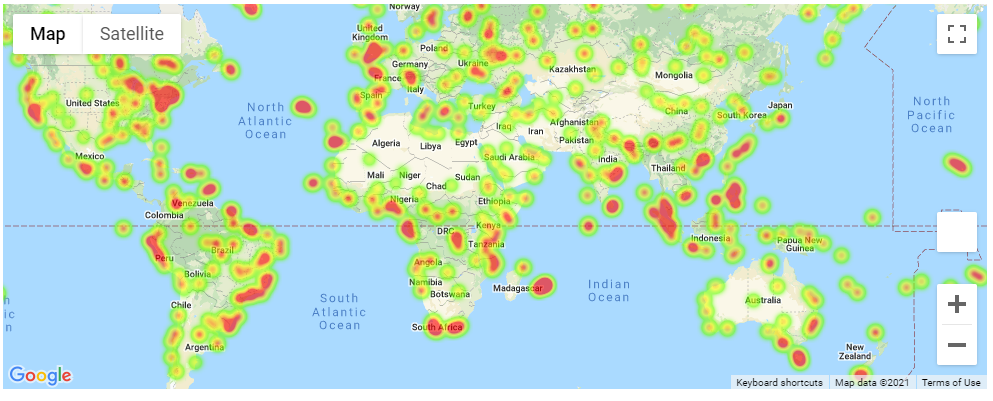 Map
Satellite
Norway
United
Kingdom
Poland
Germany
Ukraine
Kazakhstan
Mongolia
France
Italy
Spain
Turkey
North
Atlantic
Ocean
United States
China
South Korea
Japan
North
Pacific
Ocean
Afghanistan
Iraq
Iran
Pakistan
Algeria
Libya
Egypt
Saudi Arabia
India
Thailand
Mexico
Mali
Niger
Chad
Sudan
Nigeria
Ethiopia
Venezuela
Colombia
DRC
Kenya
Tanzania
Indonesia
Papua New
Guinea
Brazil
Peru
Bolivia
Angola
Namibia
Botswana
Madagascar
Indian
Ocean
Australia
South
Atlantic
Ocean
ic
n
Chile
South Africa
Argentina
New
Zealand
Google
Keyboard shortcuts
Map data ©2021
Terms of Use